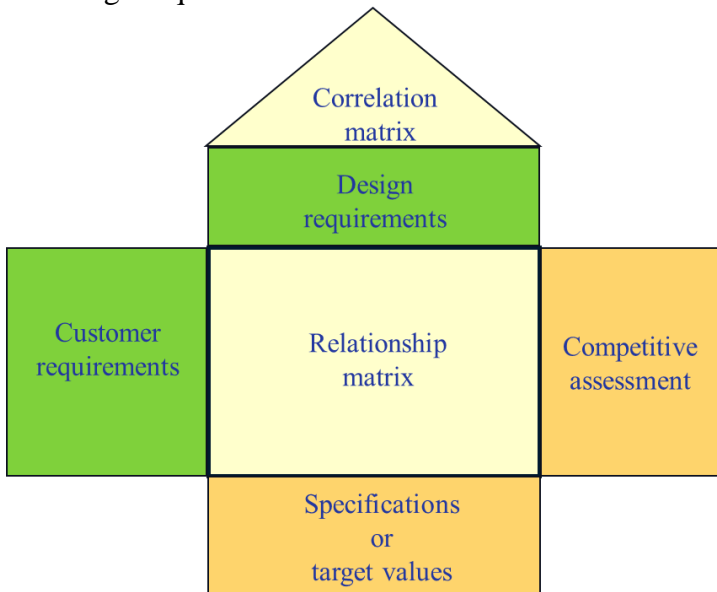 Correlation
matrix
Design
requirements
Customer
requirements
Relationship
matrix
Competitive
assessment
Specifications
or
target values